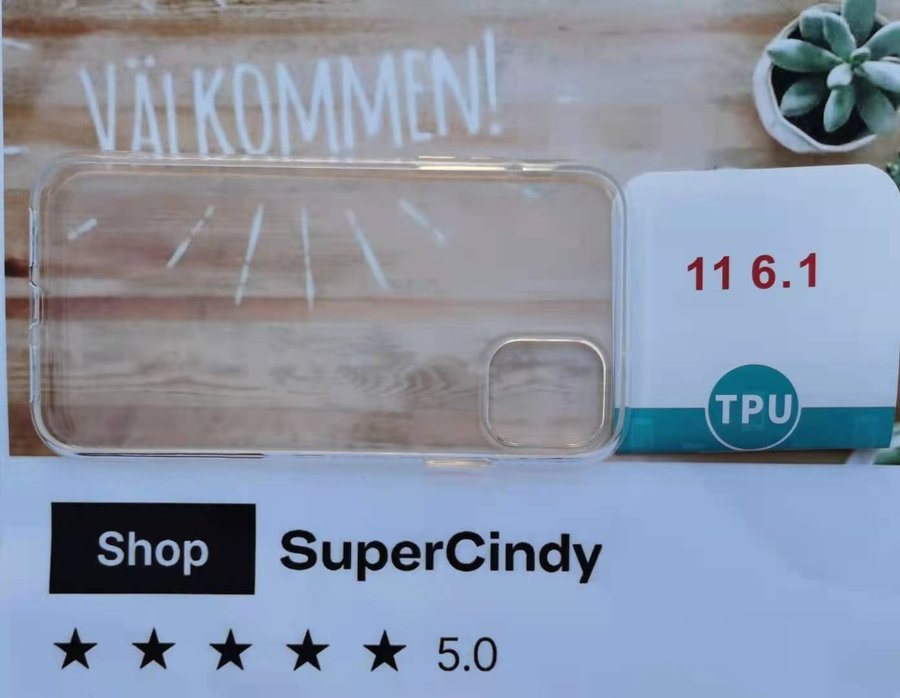 VÄLKOMMEN!
11 6.1
TPU
Shop SuperCindy
★ ★ ★ ★ ★ 5.0